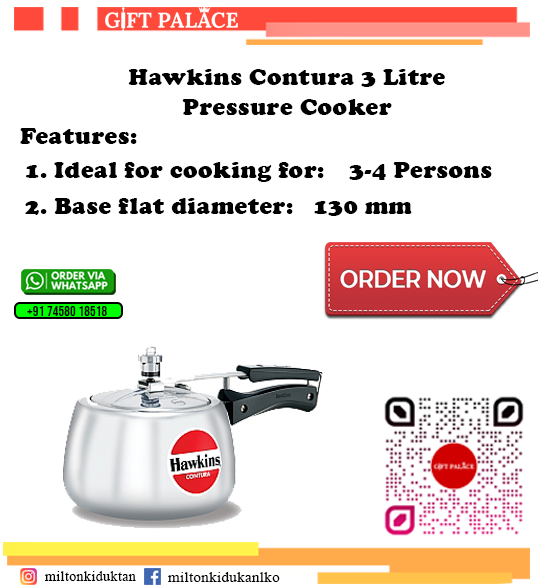 GIFT PALACE
Hawkins Contura 3 Litre
Pressure Cooker
Features:
1. Ideal for cooking for: 3-4 Persons
2. Base flat diameter: 130 mm
ORDER NOW
ORDER VIA
WHATSAPP
+91 74580 18518
Hawkins
CONTURA
GIFT PALACE
miltonkiduktan miltonkidukanlko